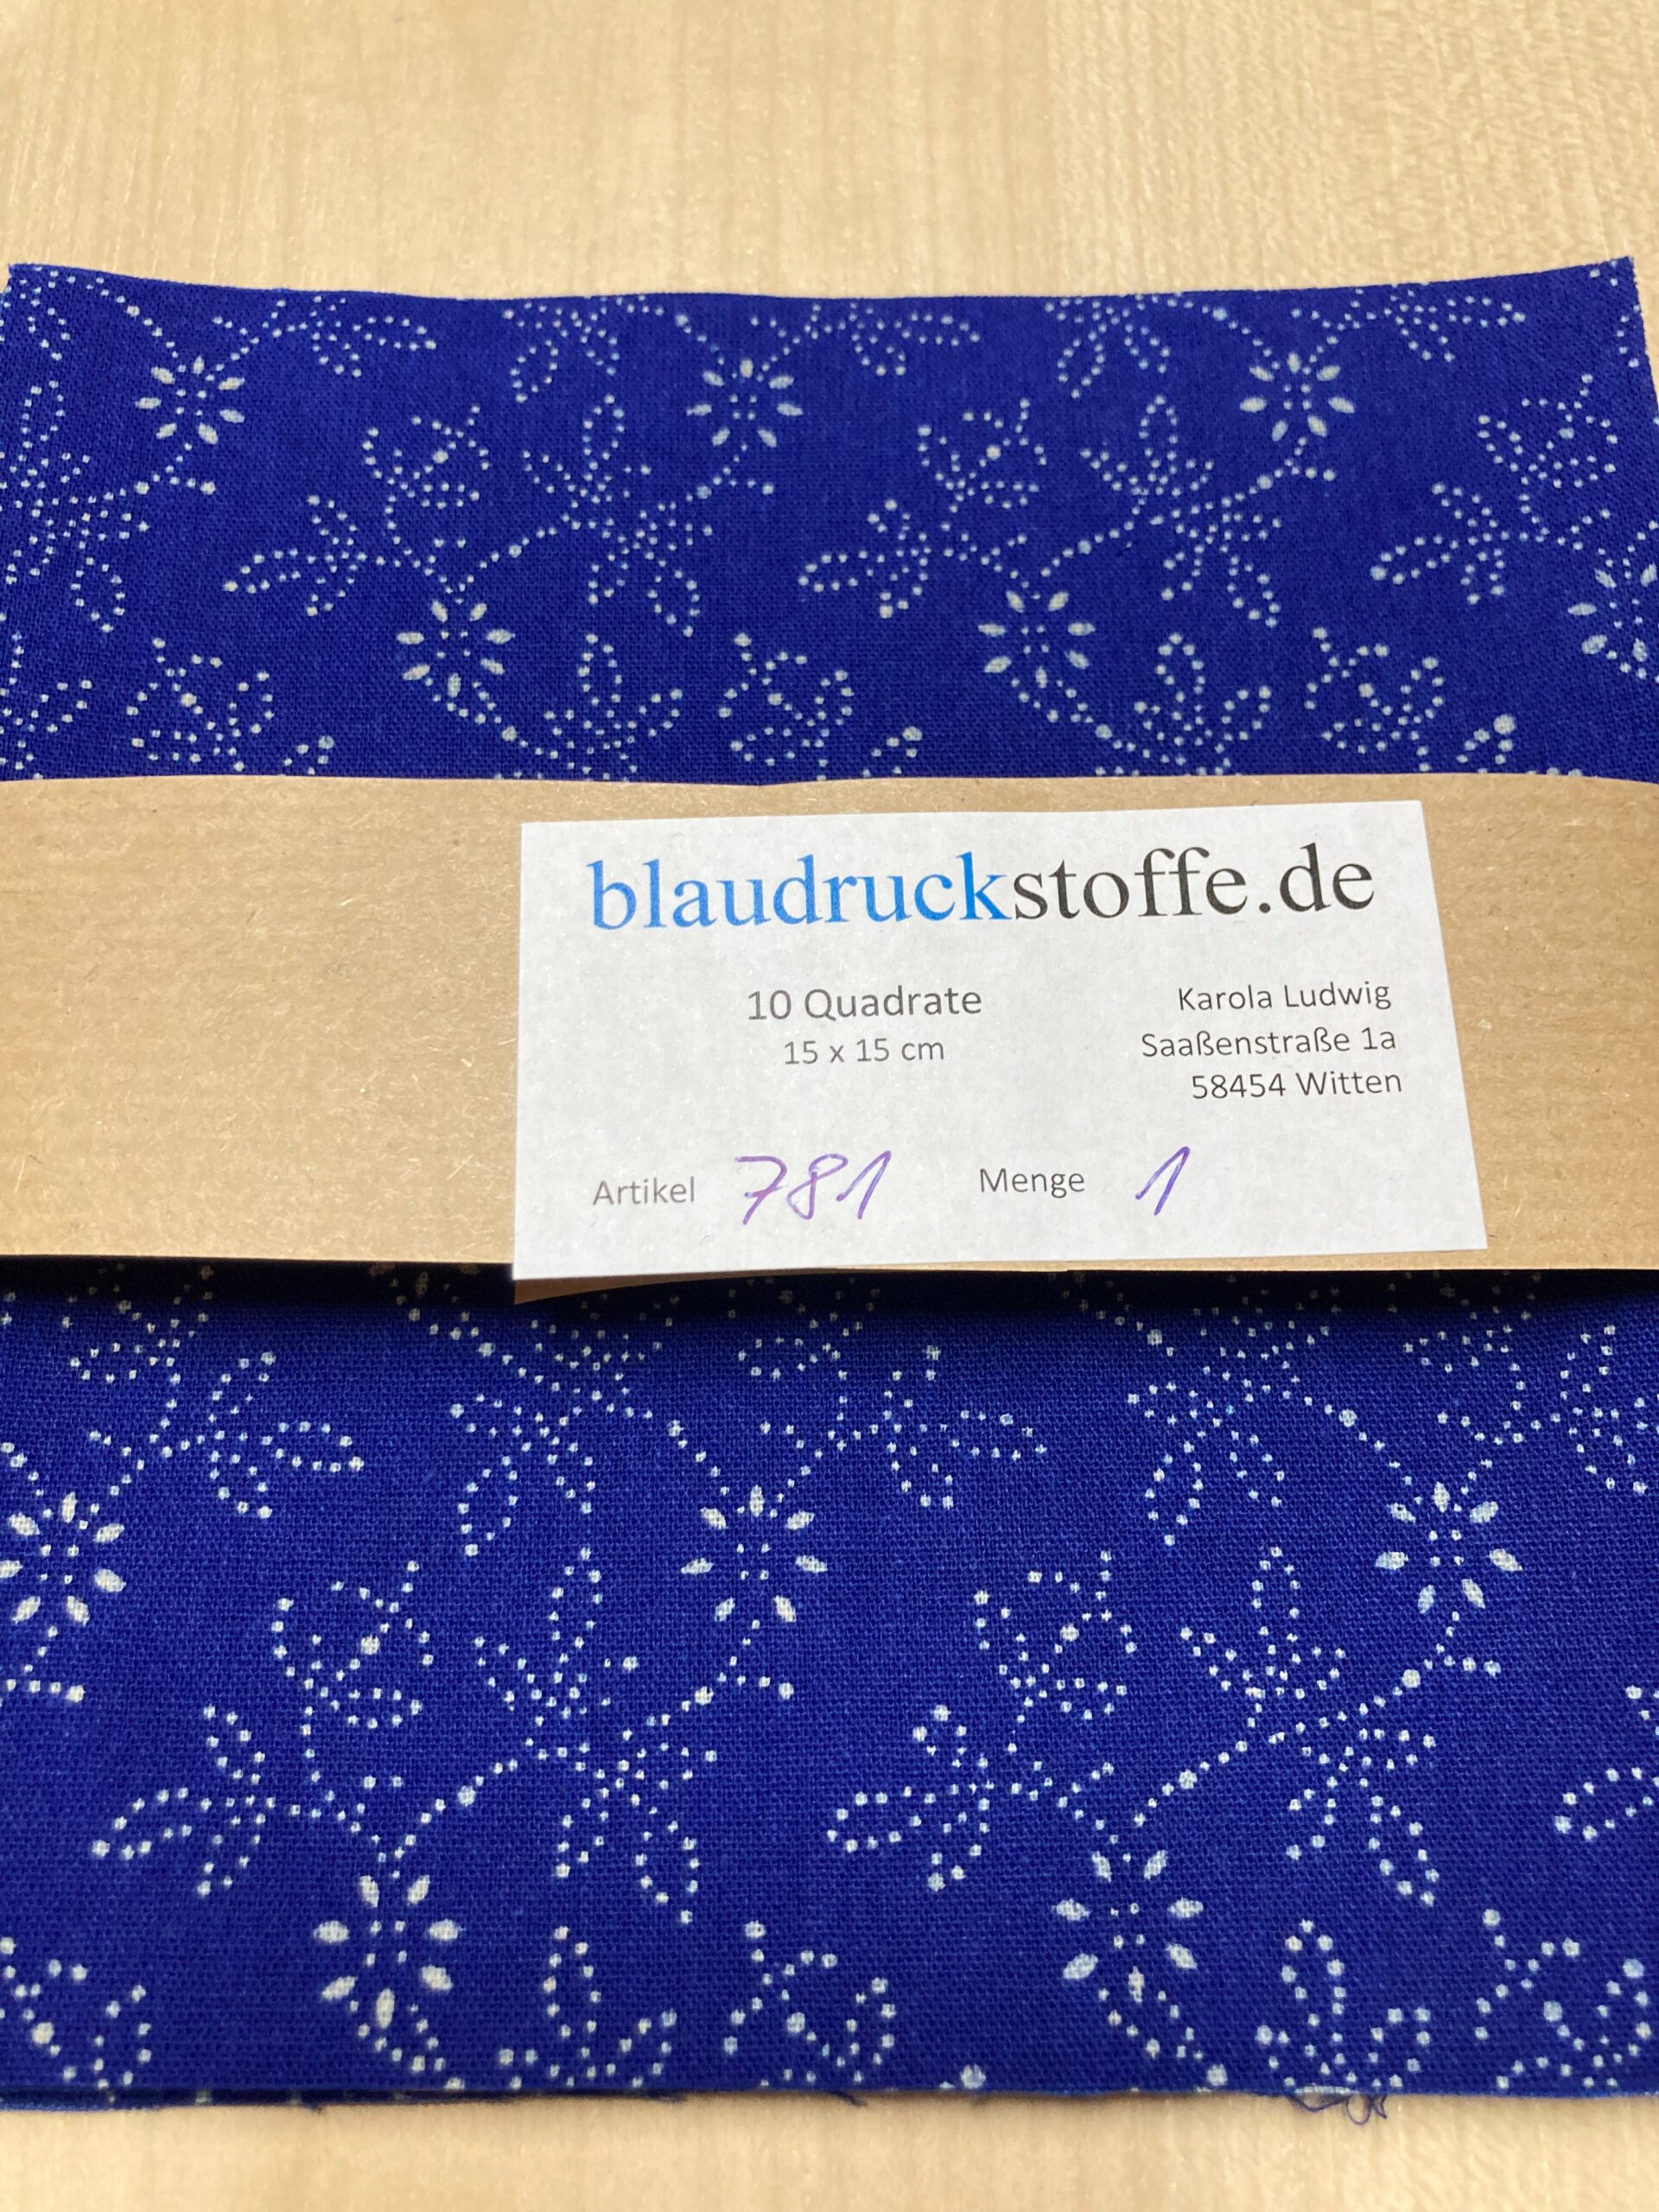 blaudruckstoffe.de
10 Quadrate
15 x 15 cm
Karola Ludwig
Saaßenstraße 1a
58454 Witten
Artikel 781 Menge 1